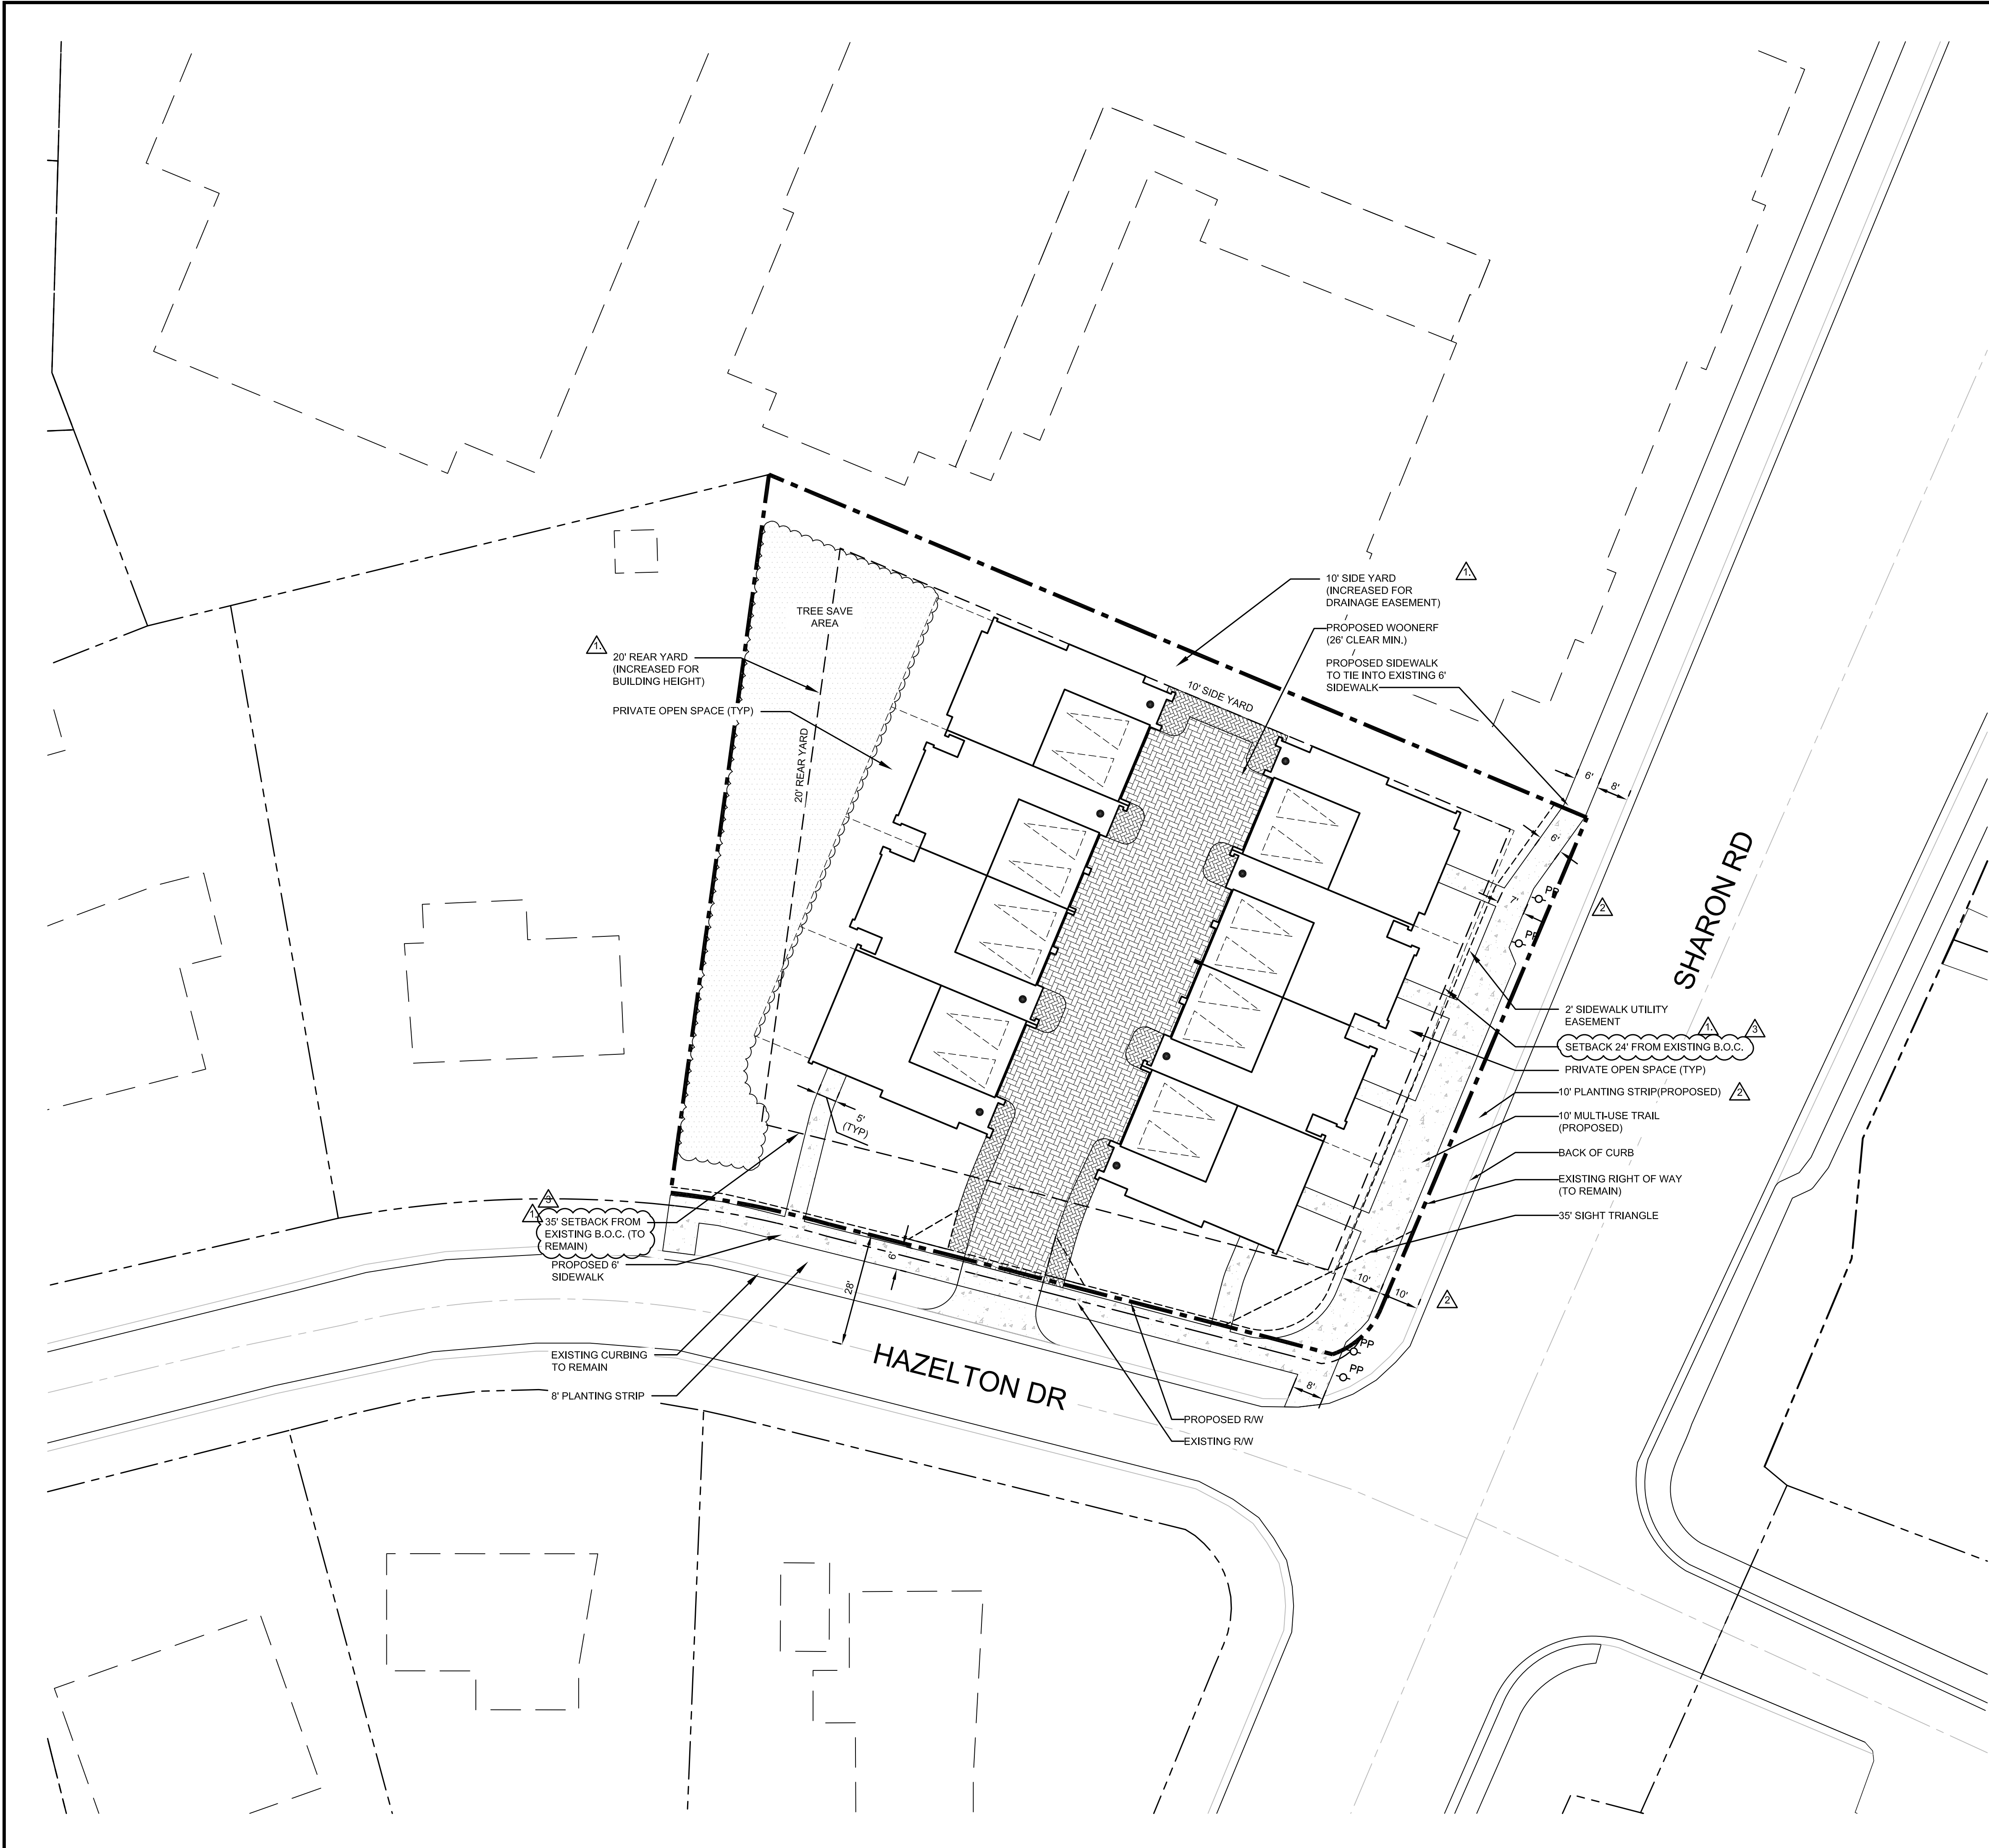 1.
10' SIDE YARD
(INCREASED FOR
DRAINAGE EASEMENT)
PROPOSED WOONERF
(26' CLEAR MIN.)
PROPOSED SIDEWALK
TO TIE INTO EXISTING 6'
SIDEWALK
TREE SAVE
AREA
1.
20' REAR YARD
(INCREASED FOR
BUILDING HEIGHT)
PRIVATE OPEN SPACE (TYP)
20' REAR YARD
10' SIDE YARD
6'
8'
6'
PP
7'
PP
2
SHARON RD
2' SIDEWALK UTILITY
EASEMENT
1.
3
SETBACK 24' FROM EXISTING B.O.C.
PRIVATE OPEN SPACE (TYP)
10' PLANTING STRIP(PROPOSED)
2
10' MULTI-USE TRAIL
(PROPOSED)
BACK OF CURB
EXISTING RIGHT OF WAY
(TO REMAIN)
35' SIGHT TRIANGLE
5'
(TYP)
3
1.
35' SETBACK FROM
EXISTING B.O.C. (TO
REMAIN)
PROPOSED 6'
SIDEWALK
6'
28'
10'
10'
2
PP
PP
8'
EXISTING CURBING
TO REMAIN
8' PLANTING STRIP
HAZELTON DR
PROPOSED R/W
EXISTING R/W